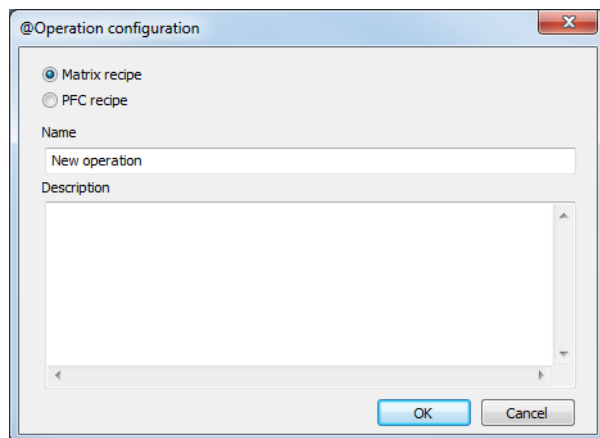 @Operation configuration
Matrix recipe
PFC recipe
Name
New operation
Description
OK Cancel